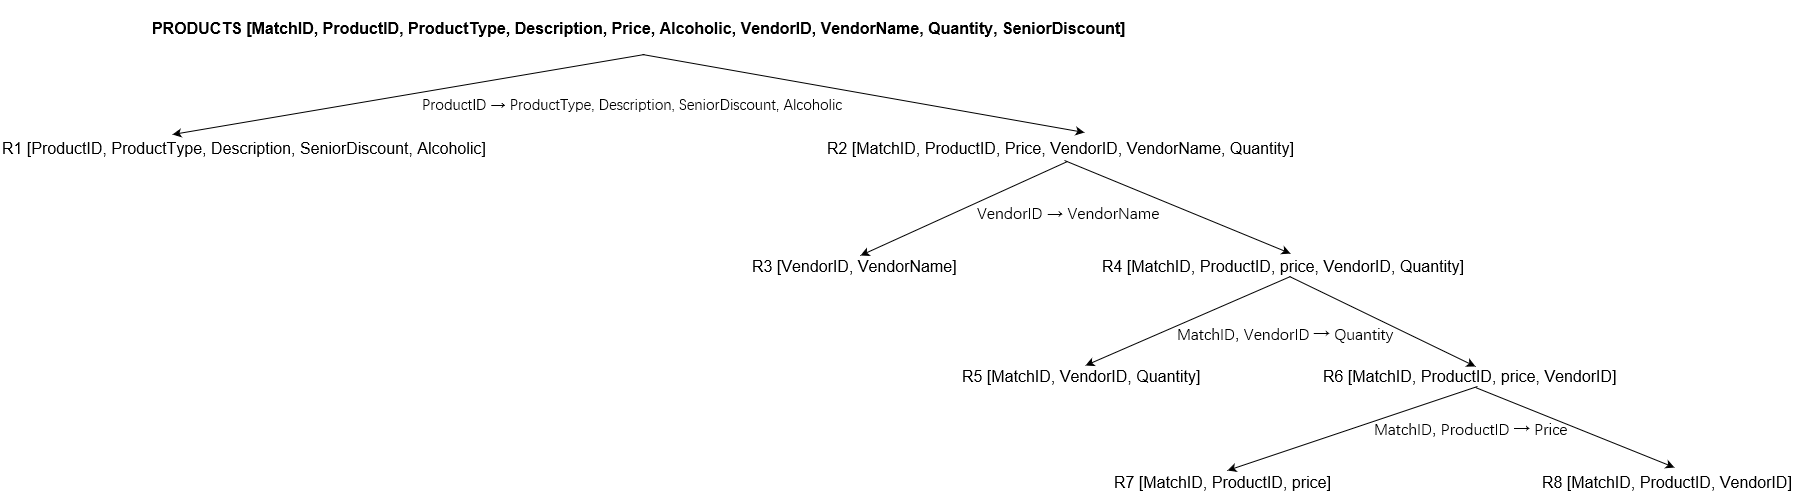 PRODUCTS [MatchID, ProductID, ProductType, Description, Price, Alcoholic, VendorID, VendorName, Quantity, SeniorDiscount]
ProductID → ProductType, Description, SeniorDiscount, Alcoholic
R1 [ProductID, ProductType, Description, SeniorDiscount, Alcoholic]
R2 [MatchID, ProductID, Price, VendorID, VendorName, Quantity]
VendorID → VendorName
R3 [VendorID, VendorName]
R4 [MatchID, ProductID, price, VendorID, Quantity]
MatchID, VendorID → Quantity
R5 [MatchID, VendorID, Quantity]
R6 [MatchID, ProductID, price, VendorID]
MatchID, ProductID → Price
R7 [MatchID, ProductID, price]
R8 [MatchID, ProductID, VendorID]